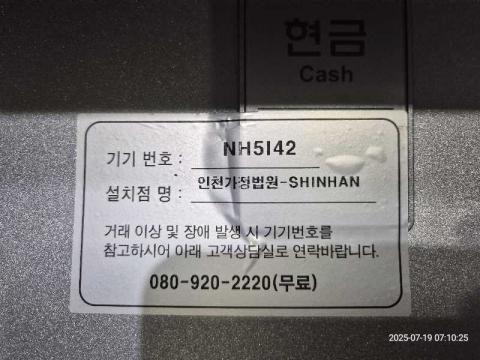 현금
Cash
기기 번호 : NH5142
설치점 명 : 인천가정법원-SHINHAN
거래 이상 및 장애 발생 시 기기번호를
참고하시어 아래 고객상담실로 연락바랍니다.
080-920-2220(무료)
2025-07-19 07:10:25